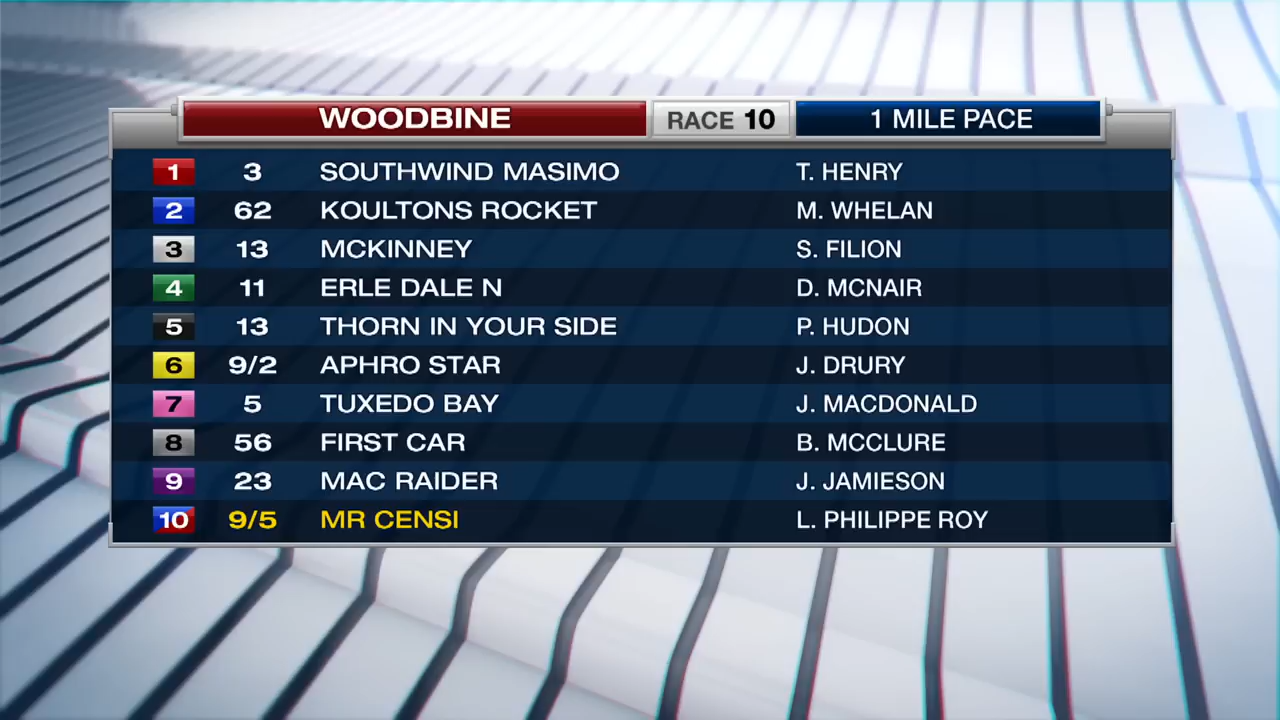 WOODBINE RACE 10 1 MILE PACE
1 3 SOUTHWIND MASIMO T. HENRY
2 62 KOULTONS ROCKET M. WHELAN
3 13 MCKINNEY S. FILION
4 11 ERLE DALE N D. MCNAIR
5 13 THORN IN YOUR SIDE P. HUDON
6 9/2 APHRO STAR J. DRURY
7 5 TUXEDO BAY J. MACDONALD
8 56 FIRST CAR B. MCCLURE
9 23 MAC RAIDER J. JAMIESON
10 9/5 MR CENSI L. PHILIPPE ROY